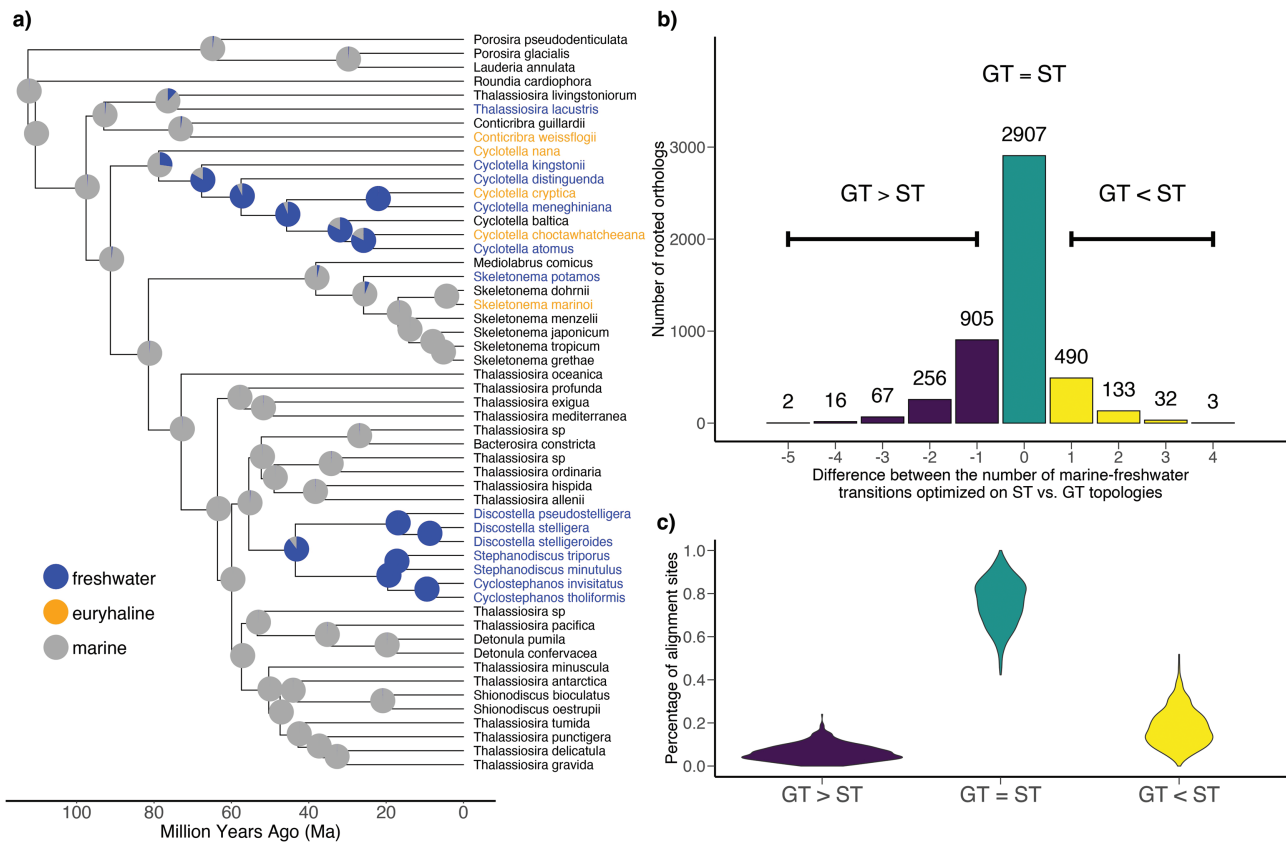 a)
Porosira pseudodenticulata
Porosira glacialis
Lauderia annulata
Roundia cardiophora
Thalassiosira livingstoniorum
Thalassiosira lacustris
Conticribra guillardii
Conticribra weissflogii
Cyclotella nana
Cyclotella kingstonii
Cyclotella distinguenda
Cyclotella cryptica
Cyclotella meneghiniana
Cyclotella baltica
Cyclotella choctawhatcheeana
Cyclotella atomus
Mediolabrus comicus
Skeletonema potamos
Skeletonema dohrnii
Skeletonema marinoi
Skeletonema menzelii
Skeletonema japonicum
Skeletonema tropicum
Skeletonema grethae
Thalassiosira oceanica
Thalassiosira profunda
Thalassiosira exigua
Thalassiosira mediterranea
Thalassiosira sp
Bacterosira constricta
Thalassiosira sp
Thalassiosira ordinaria
Thalassiosira hispida
Thalassiosira allenii
Discostella pseudostelligera
Discostella stelligera
Discostella stelligeroides
Stephanodiscus triporus
Stephanodiscus minutulus
Cyclostephanos invisitatus
Cyclostephanos tholiformis
Thalassiosira sp
Thalassiosira pacifica
Detonula pumila
Detonula confervacea
Thalassiosira minuscula
Thalassiosira antarctica
Shionodiscus bioculatus
Shionodiscus oestrupii
Thalassiosira tumida
Thalassiosira punctigera
Thalassiosira delicatula
Thalassiosira gravida
freshwater
euryhaline
marine
100 80 60 40 20 0
Million Years Ago (Ma)
b)
Number of rooted orthologs
3000
2000
1000
0
GT = ST
GT > ST
GT < ST
2 16 67 256 905 2907 490 133 32 3
-5 -4 -3 -2 -1 0 1 2 3 4
Difference between the number of marine-freshwater
transitions optimized on ST vs. GT topologies
c)
Percentage of alignment sites
1.0
0.8
0.6
0.4
0.2
0.0
GT > ST GT = ST GT < ST